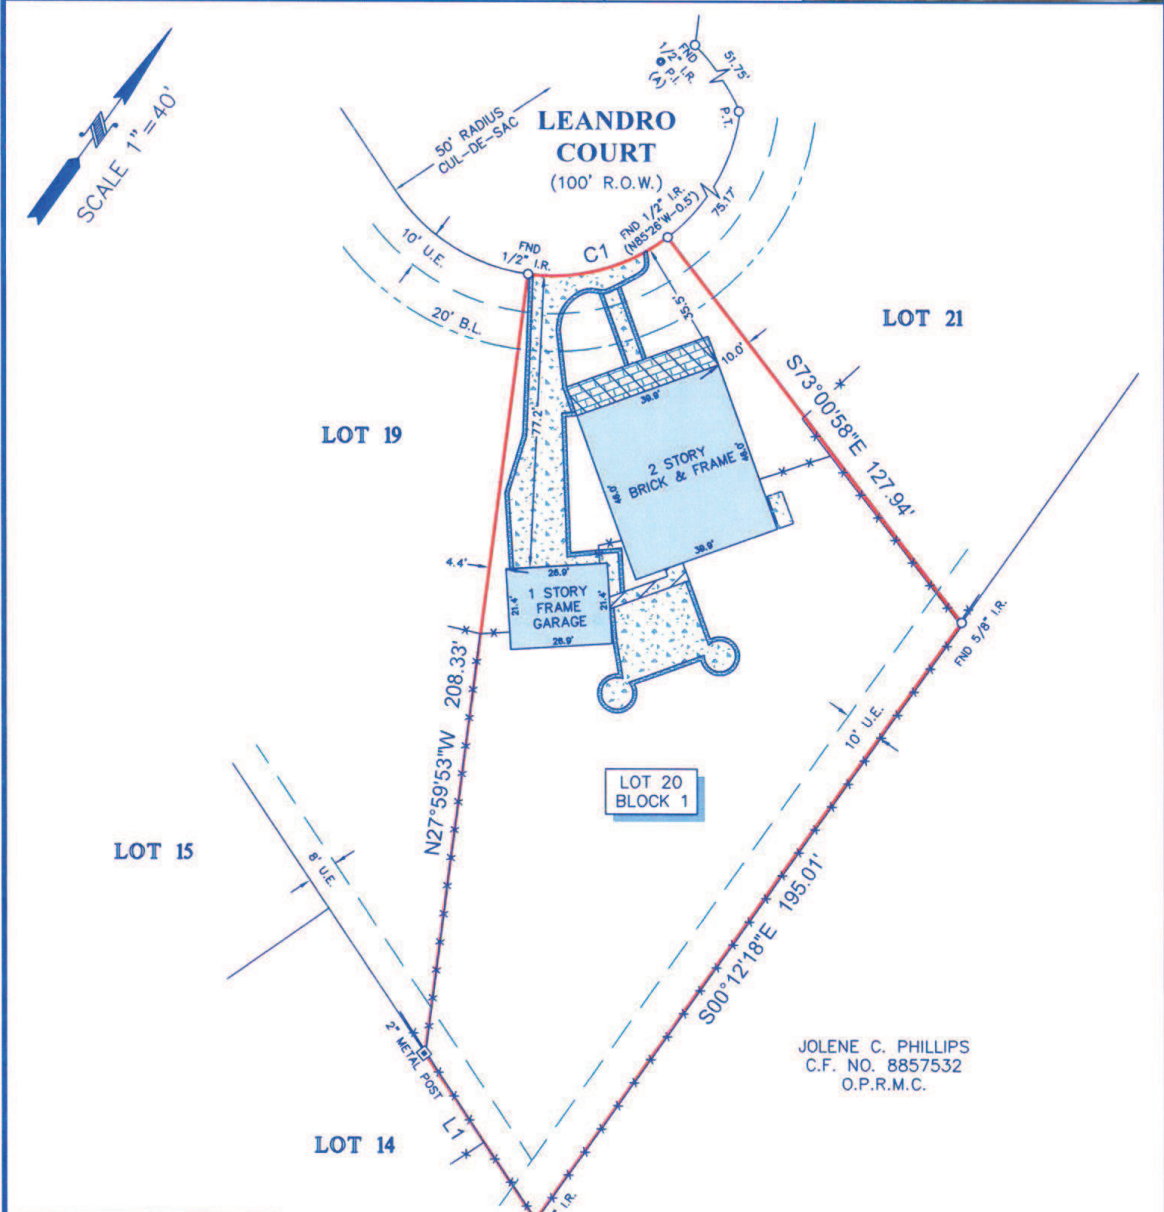 SCALE 1"=40'
N
51.75'
FND
1/2" I.R.
@ P.I.
(A)
P.T.
50' RADIUS
CUL-DE-SAC
LEANDRO
COURT
(100' R.O.W.)
75.17'
FND 1/2" I.R.
(N85°26'W-0.5')
10' U.E.
FND
1/2" I.R.
C1
20' B.L.
35.5'
LOT 21
10.0'
S73°00'58"E 127.94'
LOT 19
77.2'
39.9'
2 STORY
BRICK & FRAME
46.0'
46.0'
39.9'
4.4'
26.9'
1 STORY
FRAME
GARAGE
21.4'
21.4'
26.9'
FND 5/8" I.R.
N27°59'53"W 208.33'
10' U.E.
LOT 20
BLOCK 1
LOT 15
8' U.E.
S00°12'18"E 195.01'
2" METAL POST
JOLENE C. PHILLIPS
C.F. NO. 8857532
O.P.R.M.C.
L1
LOT 14
I.R.